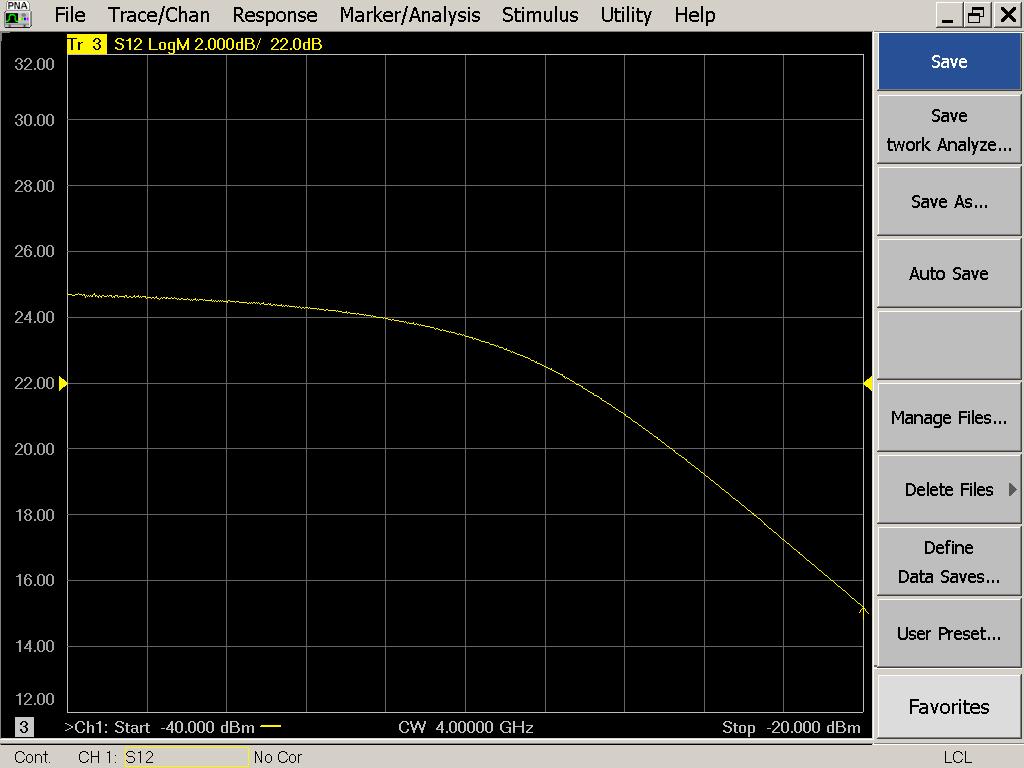 PNA
File Trace/Chan Response Marker/Analysis Stimulus Utility Help
Tr 3 S12 LogM 2.000dB/ 22.0dB
32.00
30.00
28.00
26.00
24.00
22.00
20.00
18.00
16.00
14.00
12.00
3 >Ch1: Start -40.000 dBm CW 4.00000 GHz Stop -20.000 dBm
Cont. CH 1: S12 No Cor LCL
Save
Save
twork Analyze...
Save As...
Auto Save
Manage Files...
Delete Files
Define
Data Saves...
User Preset...
Favorites